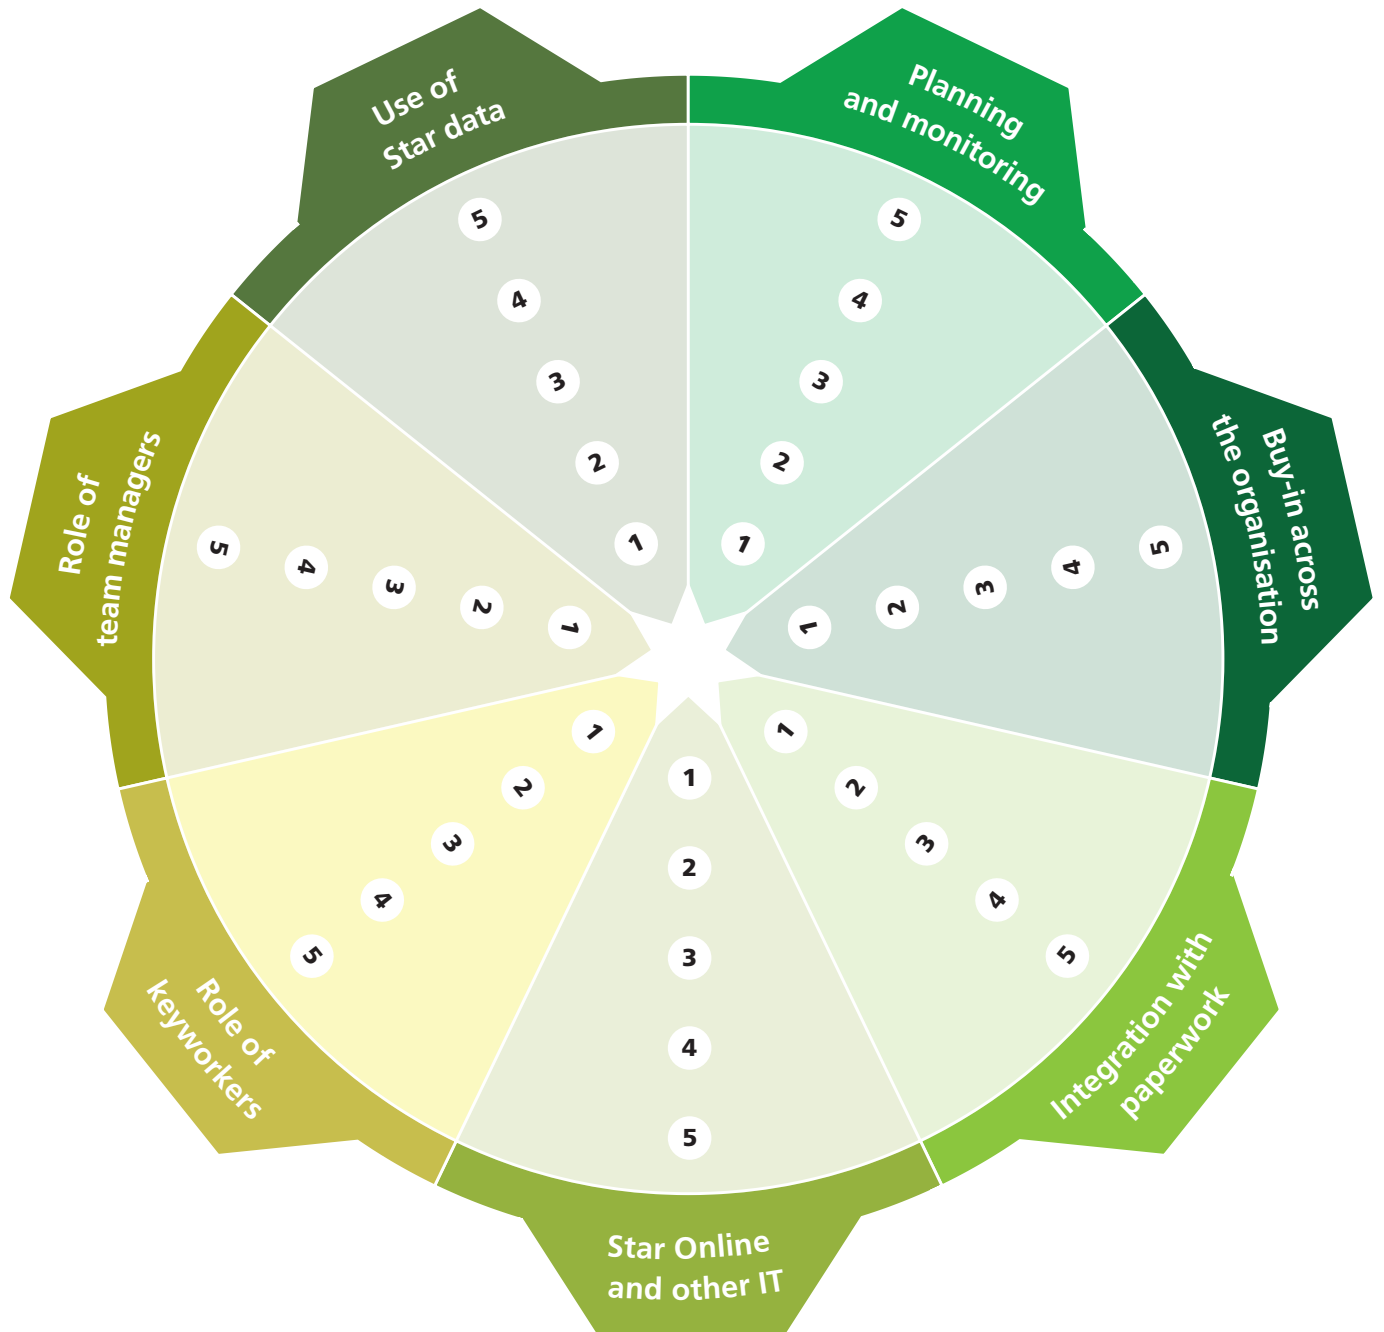 Planning
and monitoring
5
4
3
2
1
Buy-in across
the organisation
1
2
3
4
5
Integration with
paperwork
1
2
3
4
5
Star Online
and other IT
1
2
3
4
5
Role of
keyworkers
1
2
3
4
5
Role of
team managers
5
4
3
2
1
Use of
Star data
5
4
3
2
1